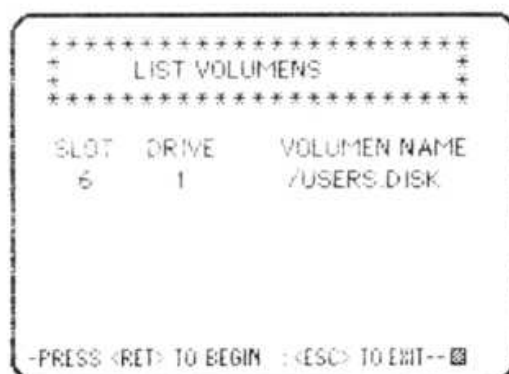 * * * * * * * * * * * * * * * * * * * * * * * * *
* LIST VOLUMENS *
* *
* * * * * * * * * * * * * * * * * * * * * * * * *
SLOT DRIVE VOLUMEN NAME
6 1 /USERS.DISK
-PRESS <RET> TO BEGIN : <ESC> TO EXIT--